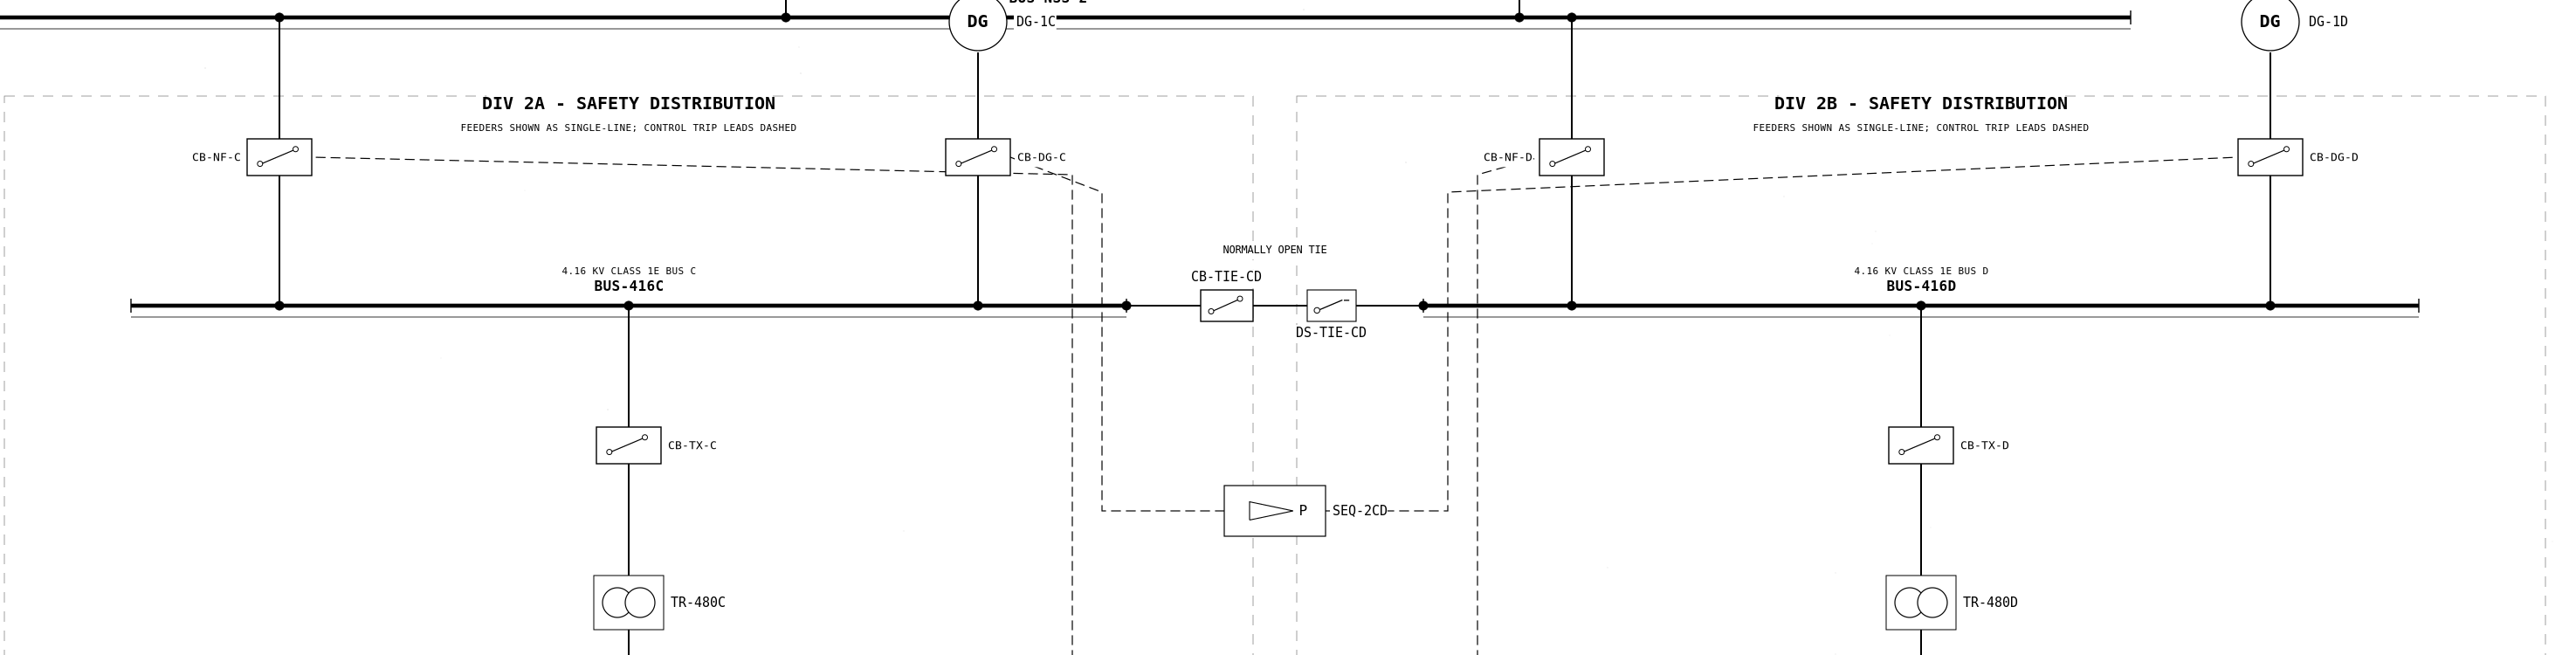 BUS-NSS-2
DG
DG-1C
DG
DG-1D
DIV 2A - SAFETY DISTRIBUTION
FEEDERS SHOWN AS SINGLE-LINE; CONTROL TRIP LEADS DASHED
DIV 2B - SAFETY DISTRIBUTION
FEEDERS SHOWN AS SINGLE-LINE; CONTROL TRIP LEADS DASHED
CB-NF-C
CB-DG-C
CB-NF-D
CB-DG-D
NORMALLY OPEN TIE
4.16 KV CLASS 1E BUS C
BUS-416C
CB-TIE-CD
4.16 KV CLASS 1E BUS D
BUS-416D
DS-TIE-CD
CB-TX-C
CB-TX-D
P
SEQ-2CD
TR-480C
TR-480D